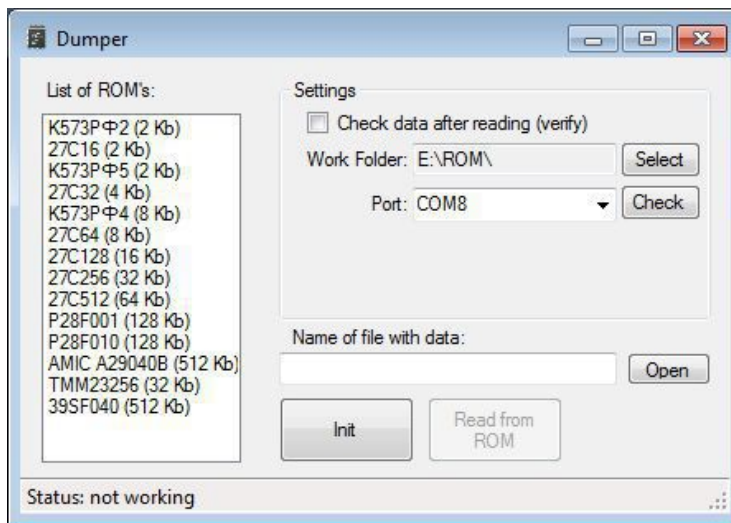 Dumper
List of ROM's:
К573РФ2 (2 Kb)
27C16 (2 Kb)
К573РФ5 (2 Kb)
27C32 (4 Kb)
К573РФ4 (8 Kb)
27C64 (8 Kb)
27C128 (16 Kb)
27C256 (32 Kb)
27C512 (64 Kb)
P28F001 (128 Kb)
P28F010 (128 Kb)
AMIC A29040B (512 Kb)
TMM23256 (32 Kb)
39SF040 (512 Kb)
Settings
Check data after reading (verify)
Work Folder: E:\ROM\ Select
Port: COM8 Check
Name of file with data:
Open
Init
Read from
ROM
Status: not working